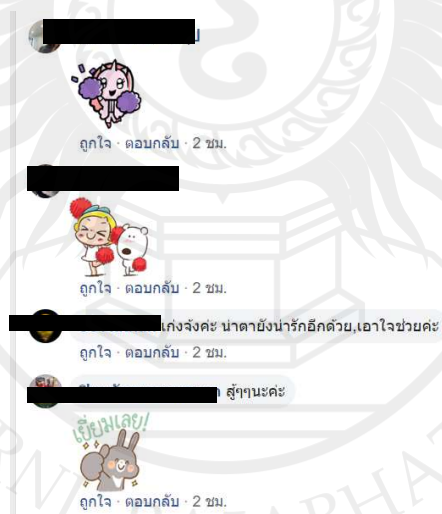 ถูกใจ · ตอบกลับ · 2 ชม.
ถูกใจ · ตอบกลับ · 2 ชม.
เก่งจังค่ะ น่าตายังน่ารักอีกด้วย,เอาใจช่วยค่ะ
ถูกใจ · ตอบกลับ · 2 ชม.
สู้ๆๆนะค่ะ
เยี่ยมเลย!
ถูกใจ · ตอบกลับ · 2 ชม.